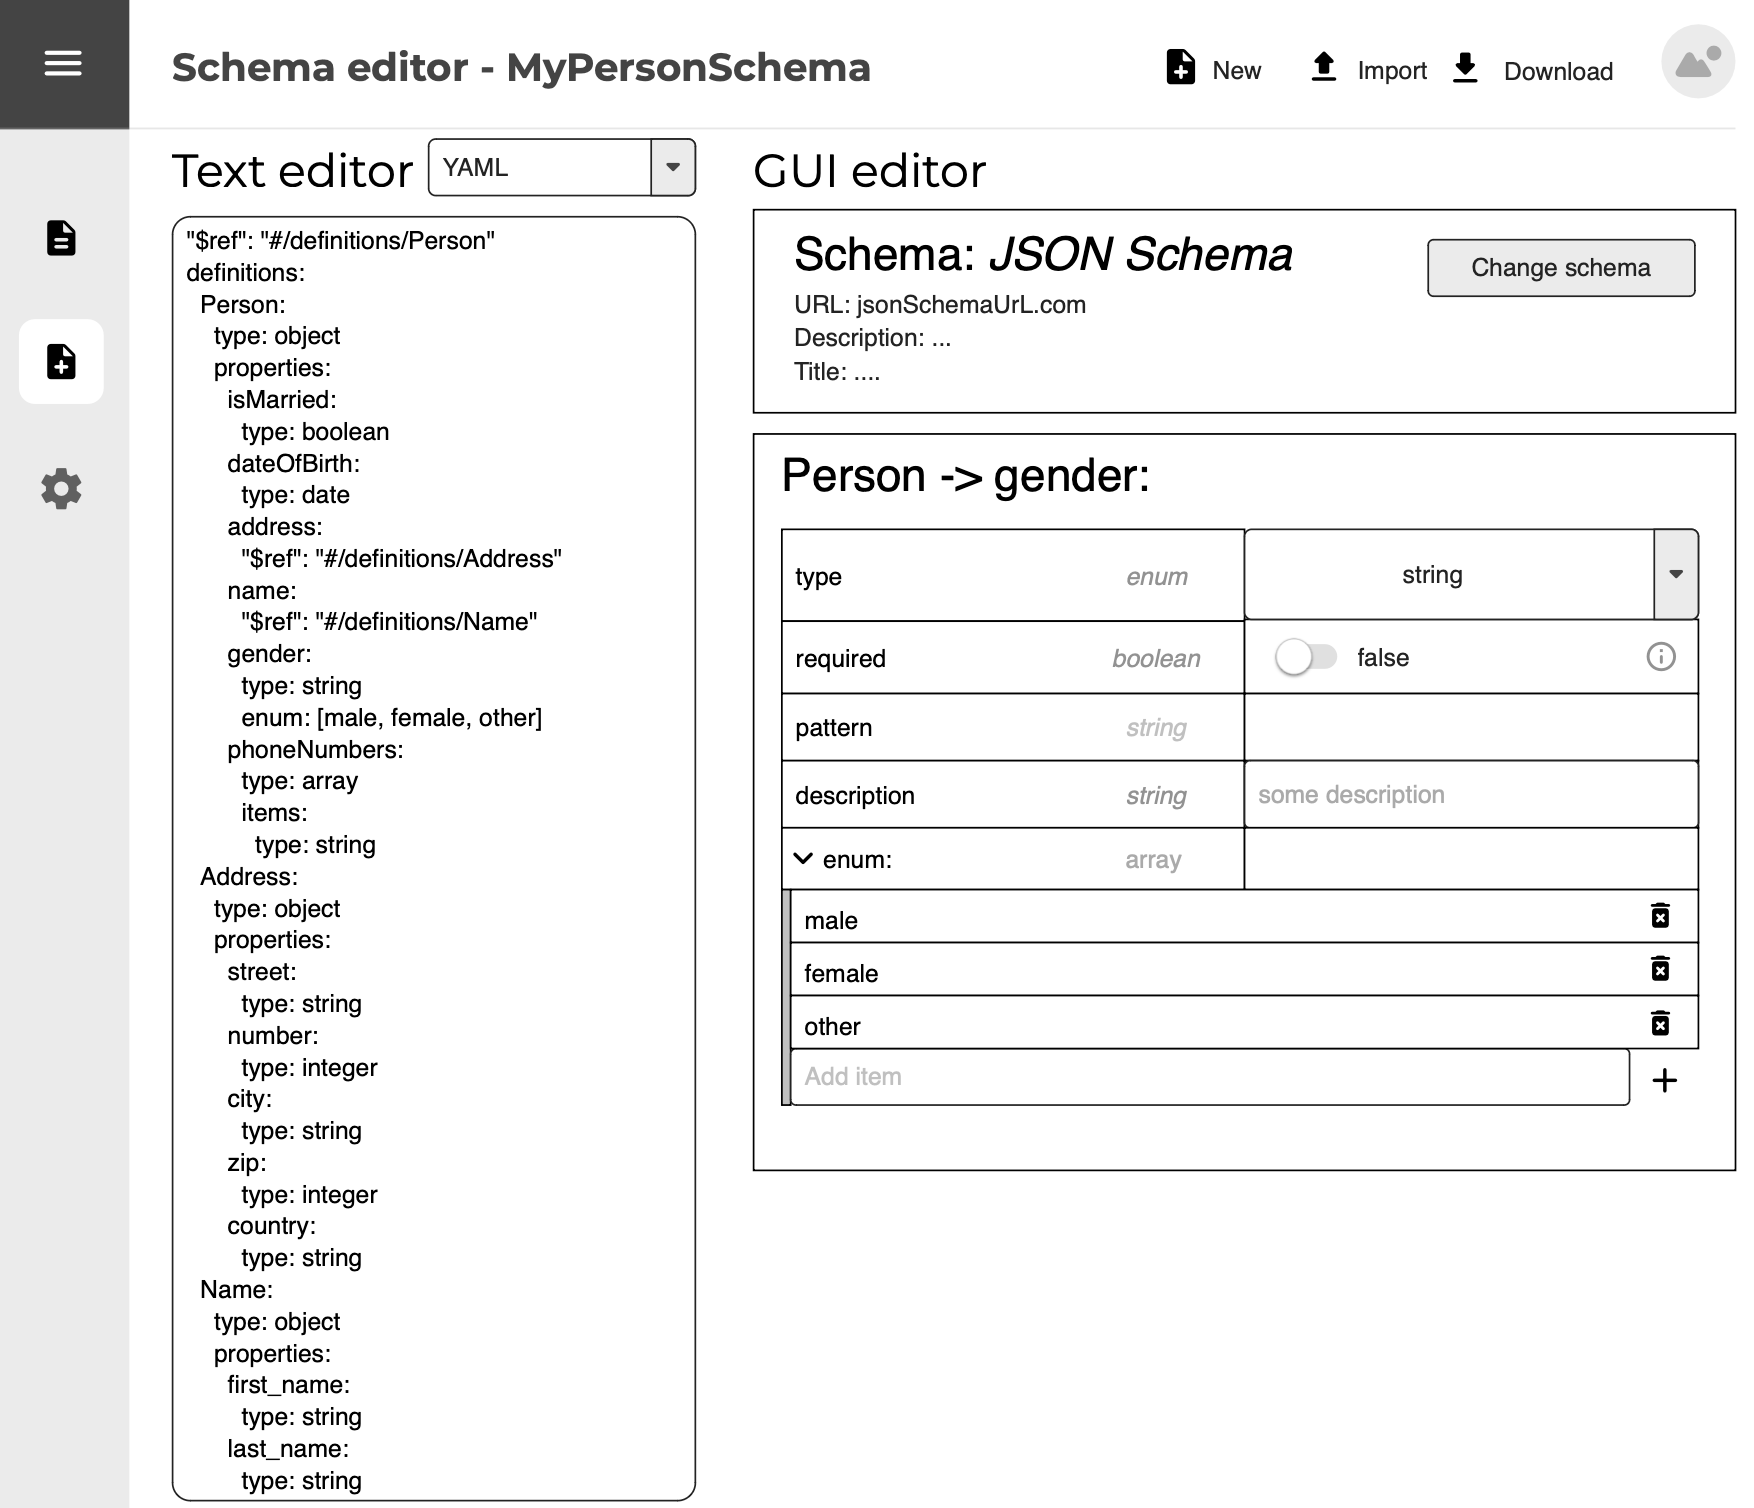 Schema editor - MyPersonSchema
New
Import
Download
Text editor
YAML
"$ref": "#/definitions/Person"
definitions:
  Person:
    type: object
    properties:
      isMarried:
        type: boolean
      dateOfBirth:
        type: date
      address:
        "$ref": "#/definitions/Address"
      name:
        "$ref": "#/definitions/Name"
      gender:
        type: string
        enum: [male, female, other]
      phoneNumbers:
        type: array
        items:
          type: string
  Address:
    type: object
    properties:
      street:
        type: string
      number:
        type: integer
      city:
        type: string
      zip:
        type: integer
      country:
        type: string
  Name:
    type: object
    properties:
      first_name:
        type: string
      last_name:
        type: string
GUI editor
Schema: JSON Schema
Change schema
URL: jsonSchemaUrL.com
Description: ...
Title: ....
Person -> gender:
type enum string
required boolean false
pattern string
description string some description
enum: array
male
female
other
Add item